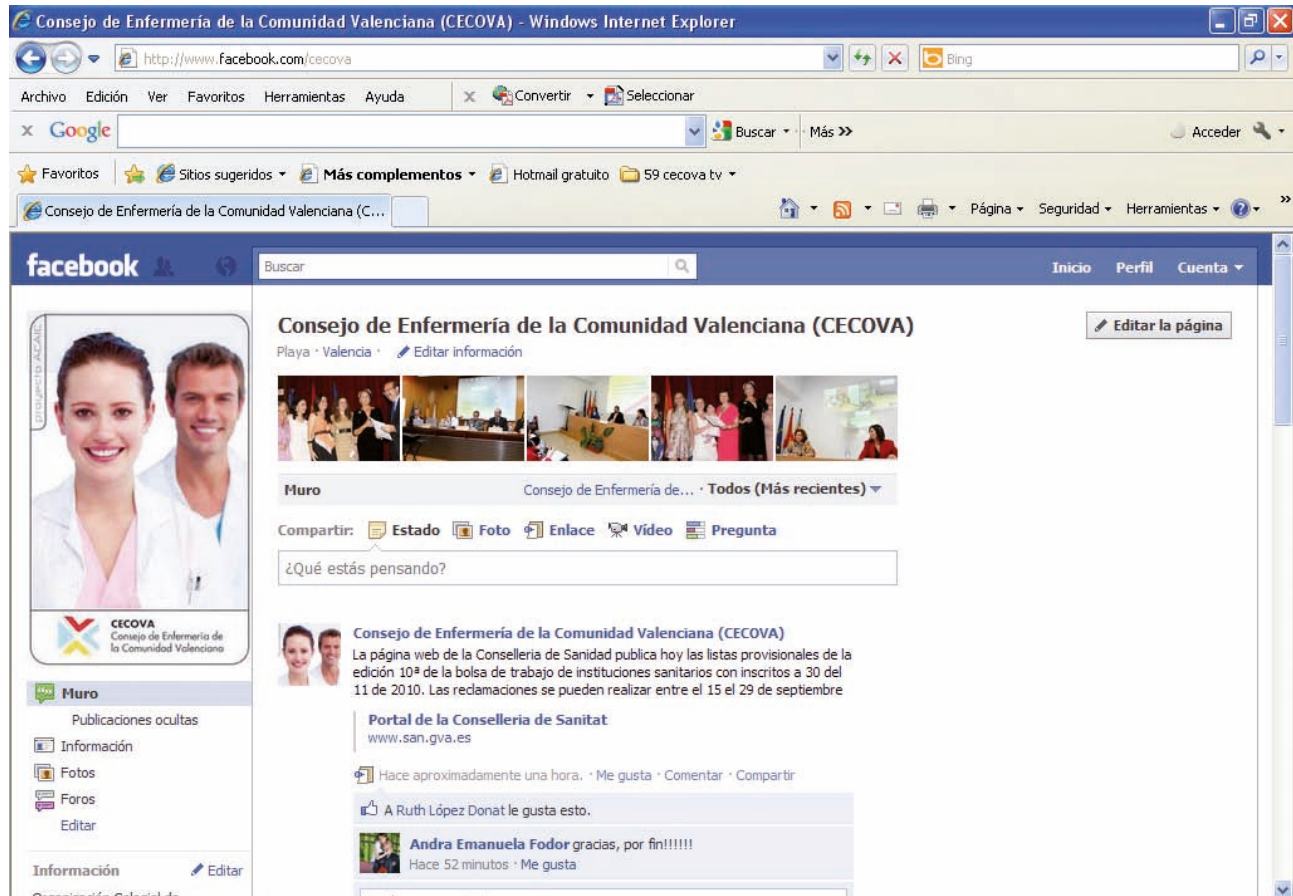 Consejo de Enfermería de la Comunidad Valenciana (CECOVA) - Windows Internet Explorer
http://www.facebook.com/cecova
Bing
Archivo Edición Ver Favoritos Herramientas Ayuda x Convertir Seleccionar
x Google Buscar Más >> Acceder
Favoritos Sitios sugeridos Más complementos Hotmail gratuito 59 cecova tv
Consejo de Enfermería de la Comunidad Valenciana (C... Página Seguridad Herramientas >>
facebook Buscar Inicio Perfil Cuenta
proyecto ACAIC
CECOVA
Consejo de Enfermería de
la Comunidad Valenciana
Muro
Publicaciones ocultas
Información
Fotos
Foros
Editar
Información Editar
Organización Colegial de
Consejo de Enfermería de la Comunidad Valenciana (CECOVA) Editar la página
Playa · Valencia · Editar información
Muro Consejo de Enfermería de... · Todos (Más recientes)
Compartir: Estado Foto Enlace Vídeo Pregunta
¿Qué estás pensando?
Consejo de Enfermería de la Comunidad Valenciana (CECOVA)
La página web de la Conselleria de Sanidad publica hoy las listas provisionales de la
edición 10ª de la bolsa de trabajo de instituciones sanitarios con inscritos a 30 del
11 de 2010. Las reclamaciones se pueden realizar entre el 15 el 29 de septiembre
Portal de la Conselleria de Sanitat
www.san.gva.es
Hace aproximadamente una hora. · Me gusta · Comentar · Compartir
A Ruth López Donat le gusta esto.
Andra Emanuela Fodor gracias, por fin!!!!!!
Hace 52 minutos · Me gusta